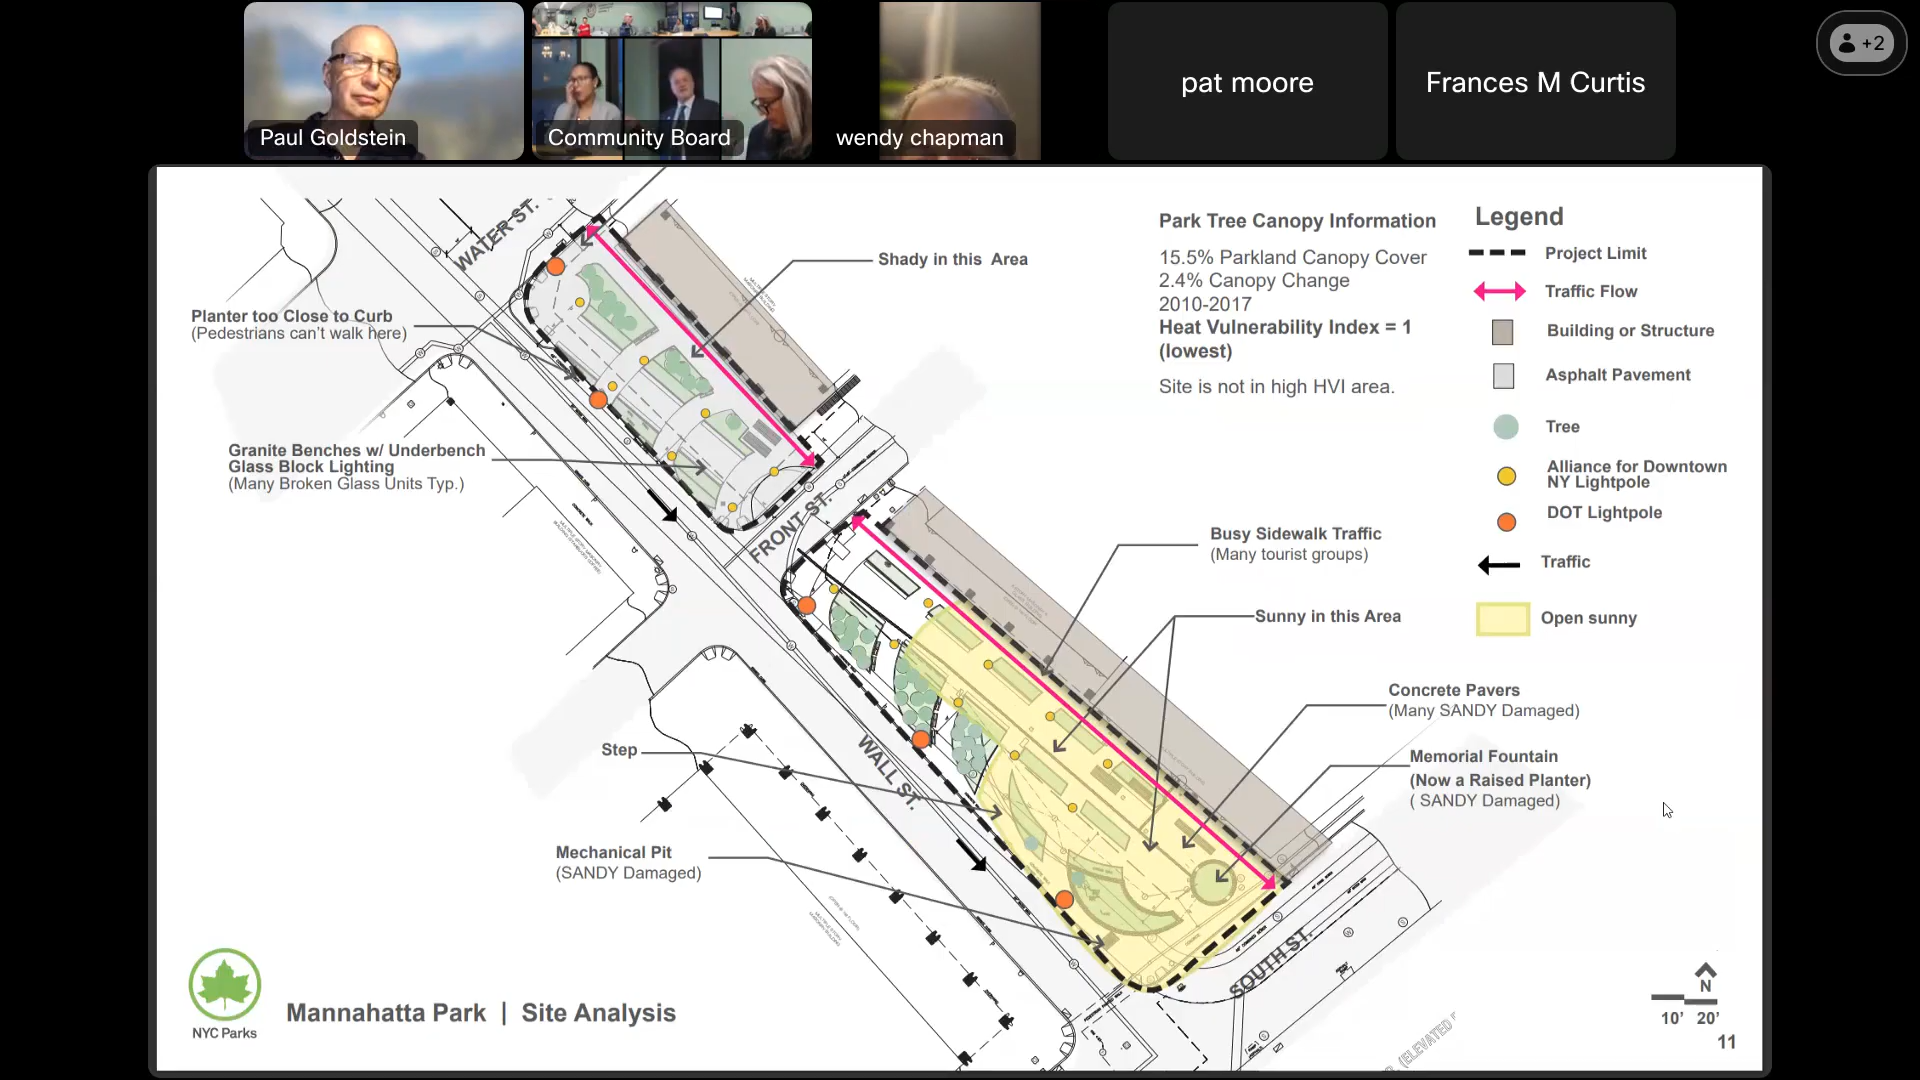 +2
Paul Goldstein
Community Board
wendy chapman
pat moore
Frances M Curtis
WATER ST.
Shady in this Area
Planter too Close to Curb
(Pedestrians can't walk here)
Granite Benches w/ Underbench
Glass Block Lighting
(Many Broken Glass Units Typ.)
FRONT ST.
Park Tree Canopy Information
15.5% Parkland Canopy Cover
2.4% Canopy Change
2010-2017
Heat Vulnerability Index = 1
(lowest)
Site is not in high HVI area.
Legend
Project Limit
Traffic Flow
Building or Structure
Asphalt Pavement
Tree
Alliance for Downtown
NY Lightpole
DOT Lightpole
Traffic
Open sunny
Busy Sidewalk Traffic
(Many tourist groups)
Sunny in this Area
Concrete Pavers
(Many SANDY Damaged)
Memorial Fountain
(Now a Raised Planter)
( SANDY Damaged)
Step
WALL ST.
Mechanical Pit
(SANDY Damaged)
SOUTH ST.
(ELEVATED
NYC Parks
Mannahatta Park | Site Analysis
N
10' 20'
11